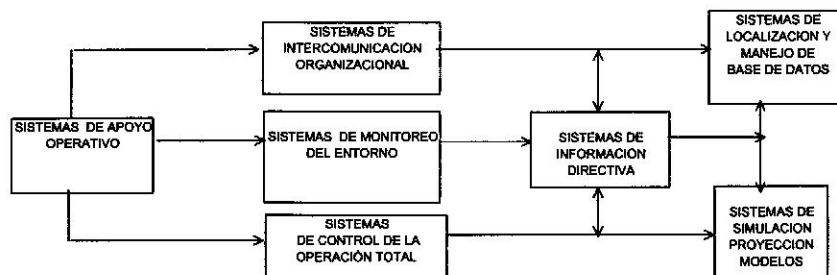 SISTEMAS DE
INTERCOMUNICACION
ORGANIZACIONAL
SISTEMAS DE
LOCALIZACION Y
MANEJO DE
BASE DE DATOS
SISTEMAS DE APOYO
OPERATIVO
SISTEMAS DE MONITOREO
DEL ENTORNO
SISTEMAS DE
INFORMACION
DIRECTIVA
SISTEMAS
DE CONTROL DE LA
OPERACIÓN TOTAL
SISTEMAS DE
SIMULACION
PROYECCION
MODELOS